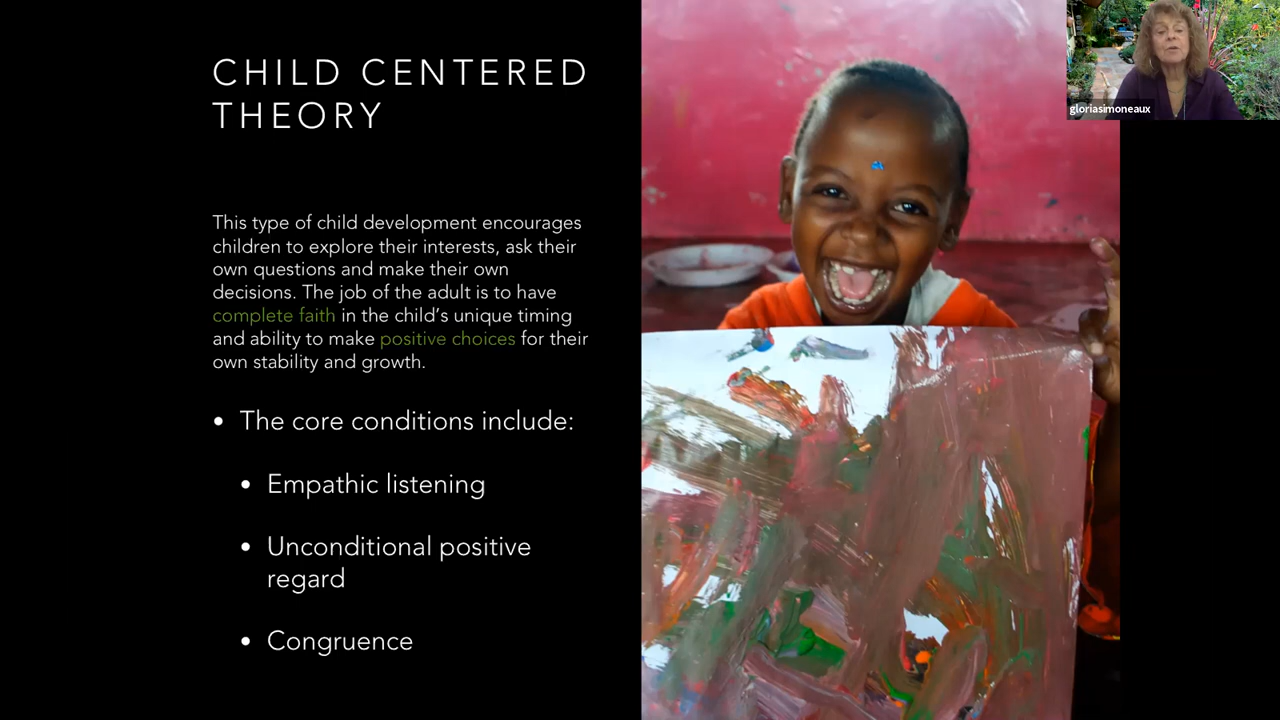 CHILD CENTERED
THEORY
This type of child development encourages
children to explore their interests, ask their
own questions and make their own
decisions. The job of the adult is to have
complete faith in the child’s unique timing
and ability to make positive choices for their
own stability and growth.
• The core conditions include:
• Empathic listening
• Unconditional positive
regard
• Congruence
gloriasimoneaux